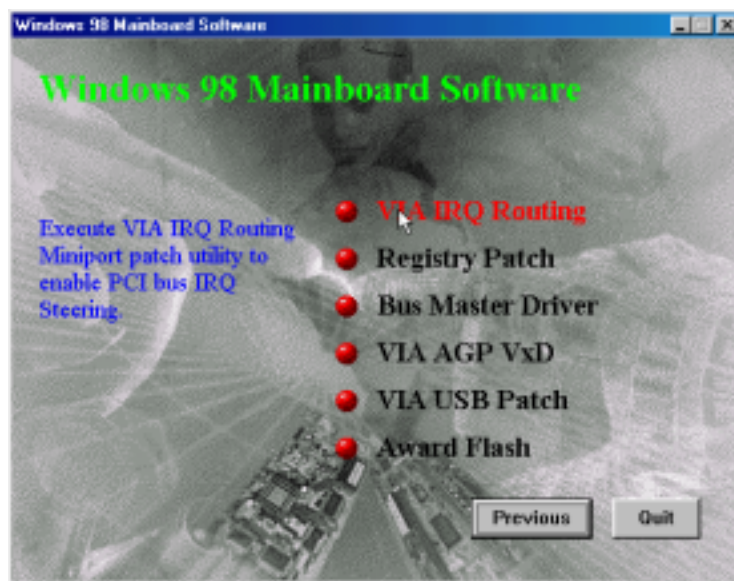 Windows 98 Mainboard Software
Windows 98 Mainboard Software
Execute VIA IRQ Routing
Miniport patch utility to
enable PCI bus IRQ
Steering.
VIA IRQ Routing
Registry Patch
Bus Master Driver
VIA AGP VxD
VIA USB Patch
Award Flash
Previous
Quit